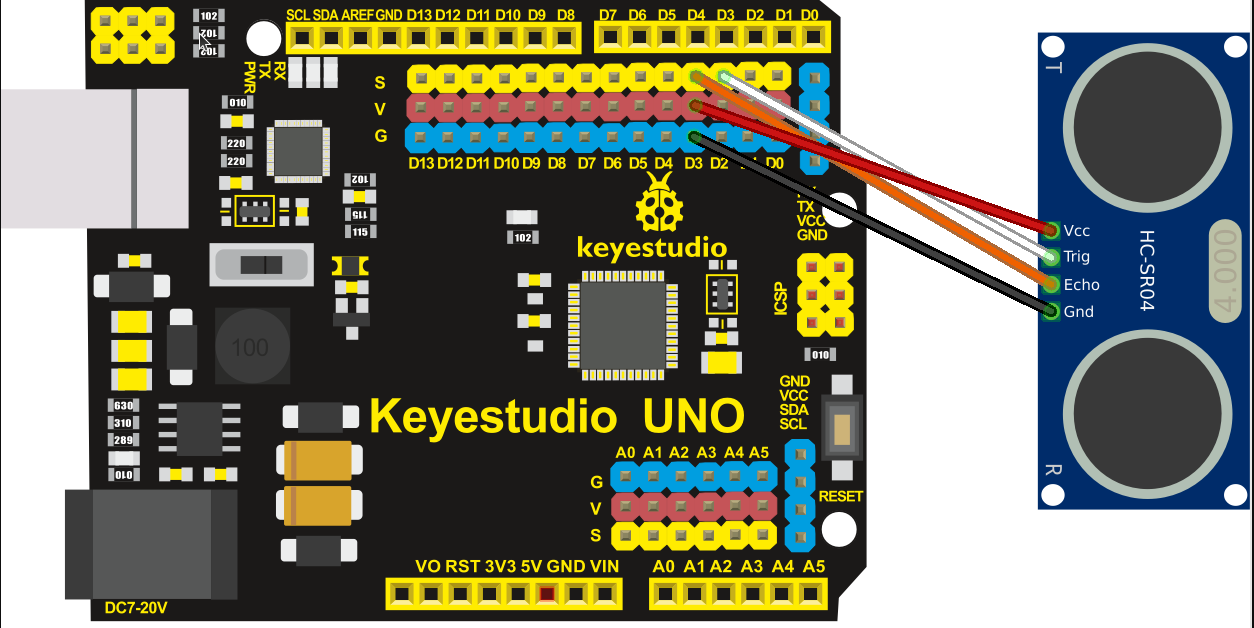 SCL SDA AREF GND D13 D12 D11 D10 D9 D8 D7 D6 D5 D4 D3 D2 D1 D0
102
102
102
PWR
TX
RX
S
V
G
D13 D12 D11 D10 D9 D8 D7 D6 D5 D4 D3 D2 D0
010
220
220
102
115
115
102
keyestudio
TX
VCC
GND
ICSP
010
100
630
310
289
010
Keyestudio UNO
GND
VCC
SDA
SCL
RESET
A0 A1 A2 A3 A4 A5
G
V
S
VO RST 3V3 5V GND VIN A0 A1 A2 A3 A4 A5
DC7-20V
T
Vcc
Trig
Echo
Gnd
HC-SR04
4.000
R